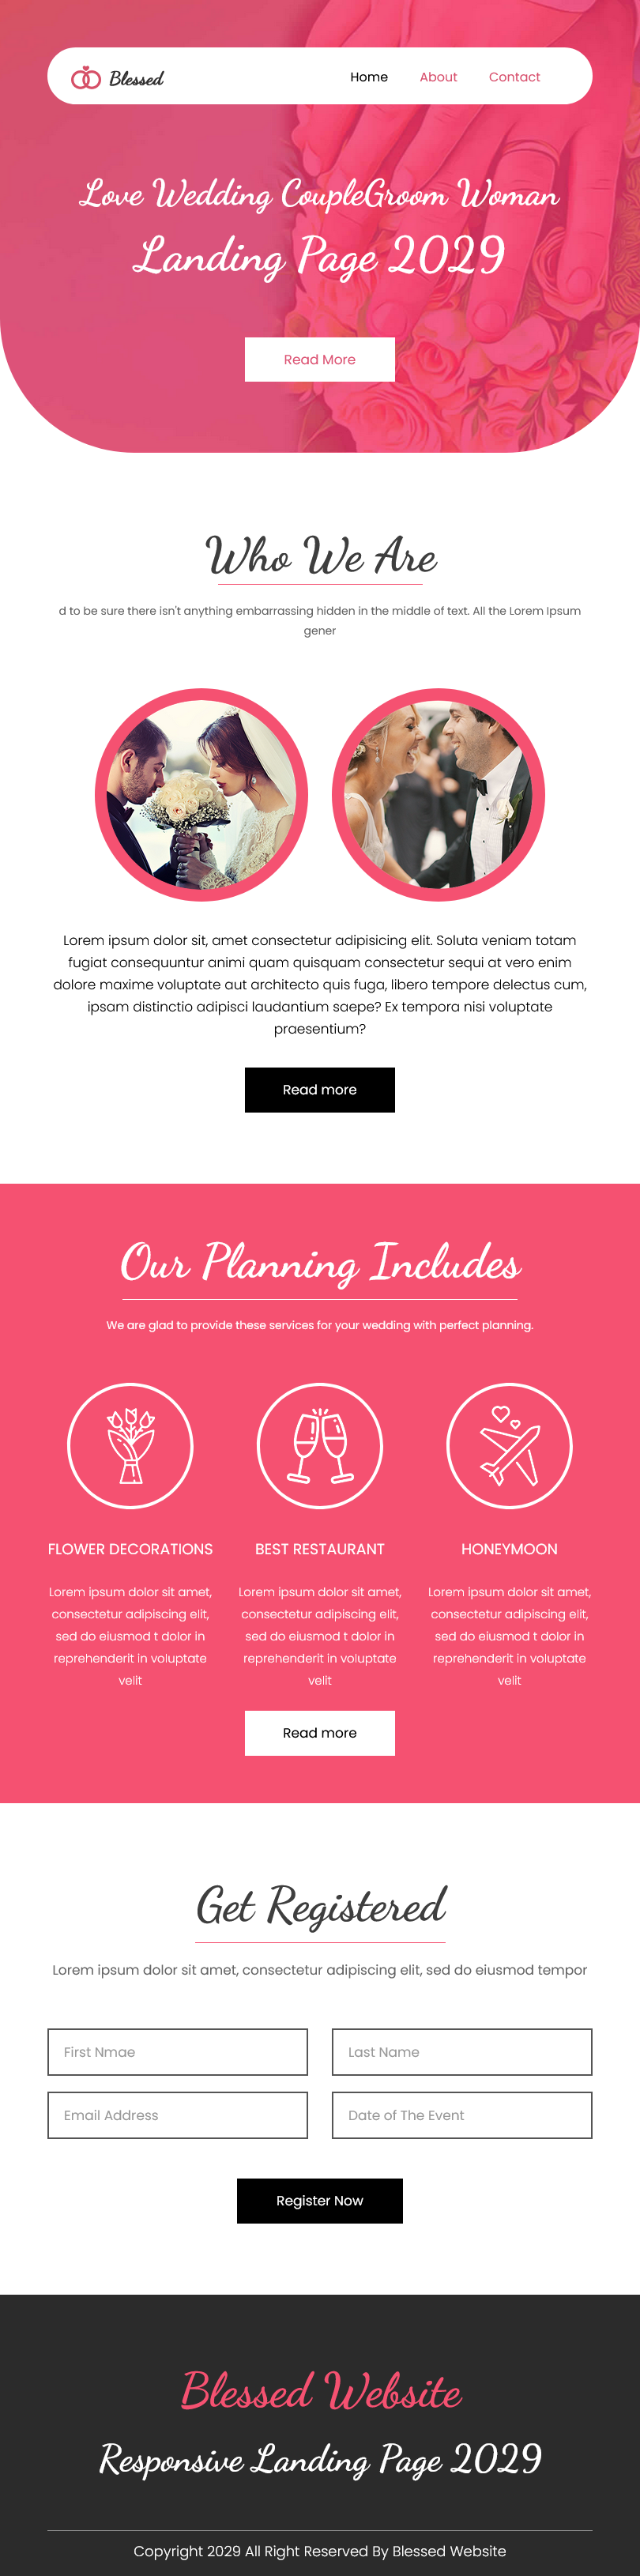 Blessed
Home About Contact
Love Wedding CoupleGroom Woman
Landing Page 2029
Read More
Who We Are
d to be sure there isn't anything embarrassing hidden in the middle of text. All the Lorem Ipsum
gener
Lorem ipsum dolor sit, amet consectetur adipisicing elit. Soluta veniam totam
fugiat consequuntur animi quam quisquam consectetur sequi at vero enim
dolore maxime voluptate aut architecto quis fuga, libero tempore delectus cum,
ipsam distinctio adipisci laudantium saepe? Ex tempora nisi voluptate
praesentium?
Read more
Our Planning Includes
We are glad to provide these services for your wedding with perfect planning.
FLOWER DECORATIONS
Lorem ipsum dolor sit amet,
consectetur adipiscing elit,
sed do eiusmod t dolor in
reprehenderit in voluptate
velit
BEST RESTAURANT
Lorem ipsum dolor sit amet,
consectetur adipiscing elit,
sed do eiusmod t dolor in
reprehenderit in voluptate
velit
HONEYMOON
Lorem ipsum dolor sit amet,
consectetur adipiscing elit,
sed do eiusmod t dolor in
reprehenderit in voluptate
velit
Read more
Get Registered
Lorem ipsum dolor sit amet, consectetur adipiscing elit, sed do eiusmod tempor
First Nmae
Last Name
Email Address
Date of The Event
Register Now
Blessed Website
Responsive Landing Page 2029
Copyright 2029 All Right Reserved By Blessed Website